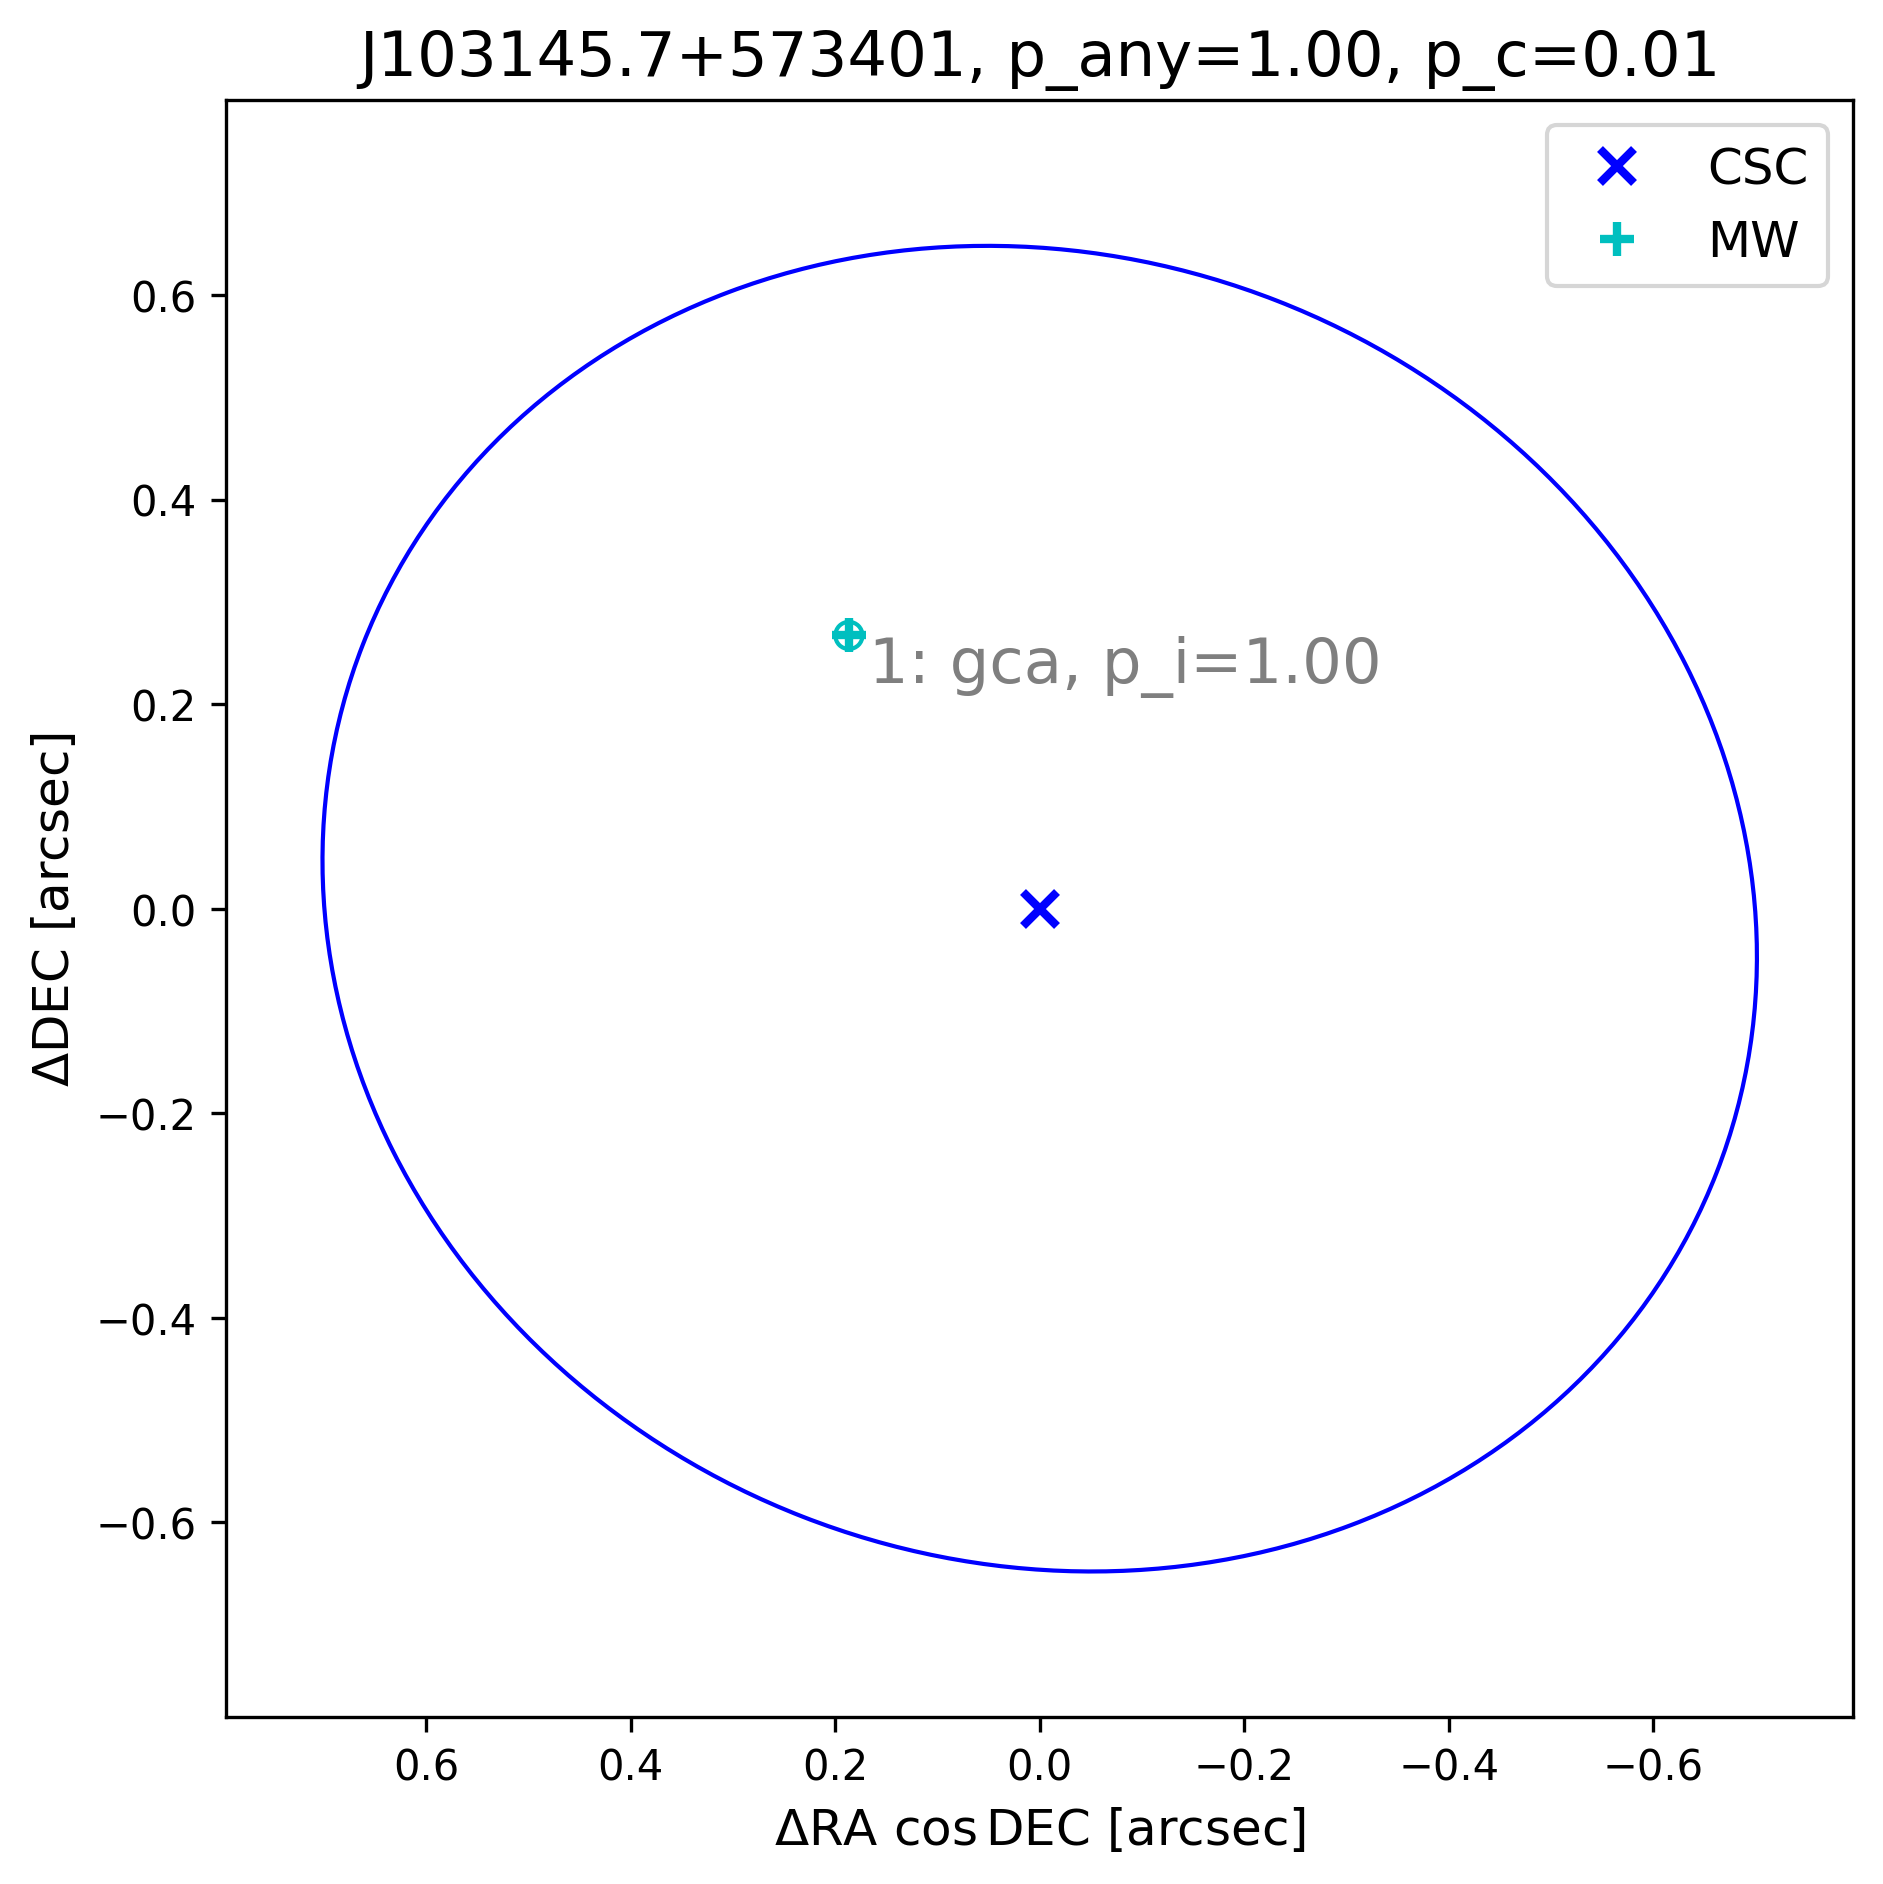 J103145.7+573401, p_any=1.00, p_c=0.01
CSC
MW
0.6
0.4
1: gca, p_i=1.00
0.2
0.0
−0.2
−0.4
−0.6
ΔDEC [arcsec]
0.6 0.4 0.2 0.0 −0.2 −0.4 −0.6
ΔRA cos DEC [arcsec]